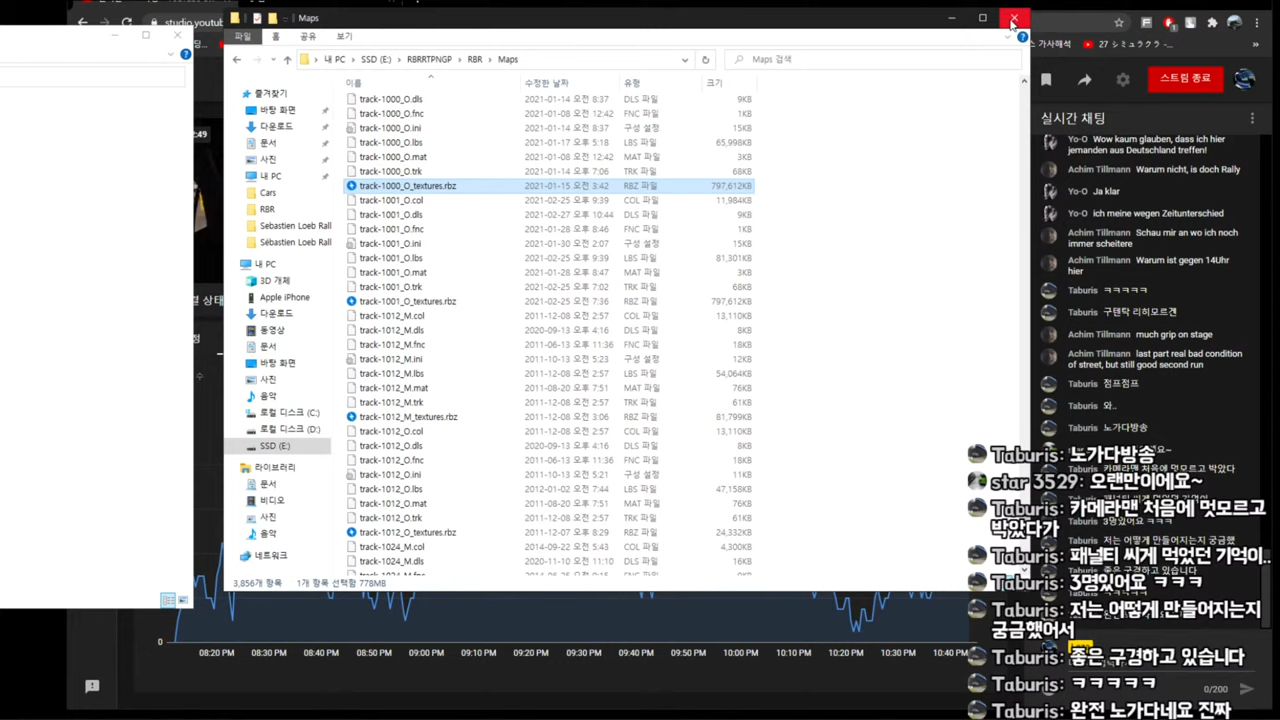 studio.youtub
Maps
파일 홈 공유 보기
내 PC > SSD (E:) > RBRRTPNGP > RBR > Maps
Maps 검색
가사해석
27 シミュラクラ -...
스트림 종료
이름 수정한 날짜 유형 크기
즐겨찾기
바탕 화면
다운로드
문서
사진
내 PC
Cars
RBR
Sebastien Loeb Rall
Sébastien Loeb Rall
내 PC
3D 개체
Apple iPhone
다운로드
동영상
문서
바탕 화면
사진
음악
로컬 디스크 (C:)
로컬 디스크 (D:)
SSD (E:)
라이브러리
문서
비디오
사진
음악
네트워크
track-1000_O.dls 2021-01-14 오전 8:37 DLS 파일 9KB
track-1000_O.fnc 2021-01-08 오전 12:42 FNC 파일 1KB
track-1000_O.ini 2021-01-14 오전 8:37 구성 설정 15KB
track-1000_O.lbs 2021-01-17 오후 5:18 LBS 파일 65,998KB
track-1000_O.mat 2021-01-08 오전 12:42 MAT 파일 3KB
track-1000_O.trk 2021-01-14 오전 8:37 TRK 파일 68KB
track-1000_O_textures.rbz 2021-01-15 오후 3:42 RBZ 파일 797,612KB
track-1001_O.col 2021-02-25 오후 9:39 COL 파일 11,984KB
track-1001_O.dls 2021-02-27 오후 10:44 DLS 파일 9KB
track-1001_O.fnc 2021-01-28 오후 8:46 FNC 파일 1KB
track-1001_O.ini 2021-01-30 오후 2:07 구성 설정 15KB
track-1001_O.lbs 2021-02-25 오후 9:39 LBS 파일 81,301KB
track-1001_O.mat 2021-01-28 오후 8:47 MAT 파일 3KB
track-1001_O.trk 2021-02-25 오후 7:02 TRK 파일 68KB
track-1001_O_textures.rbz 2021-02-25 오후 7:36 RBZ 파일 797,612KB
track-1012_M.col 2011-12-08 오전 2:57 COL 파일 13,110KB
track-1012_M.dls 2020-09-13 오후 4:16 DLS 파일 8KB
track-1012_M.fnc 2011-06-13 오후 11:36 FNC 파일 18KB
track-1012_M.ini 2011-10-13 오전 5:23 구성 설정 12KB
track-1012_M.lbs 2011-12-08 오전 2:57 LBS 파일 54,064KB
track-1012_M.mat 2011-08-20 오후 7:51 MAT 파일 76KB
track-1012_M.trk 2011-12-08 오전 2:57 TRK 파일 61KB
track-1012_M_textures.rbz 2011-12-08 오전 3:06 RBZ 파일 81,799KB
track-1012_O.col 2011-12-08 오전 2:57 COL 파일 13,110KB
track-1012_O.dls 2020-09-13 오후 4:16 DLS 파일 8KB
track-1012_O.fnc 2011-06-13 오후 11:36 FNC 파일 18KB
track-1012_O.ini 2011-10-13 오전 5:21 구성 설정 11KB
track-1012_O.lbs 2012-01-02 오전 7:44 LBS 파일 47,158KB
track-1012_O.mat 2011-08-20 오후 7:51 MAT 파일 76KB
track-1012_O.trk 2011-12-08 오전 2:57 TRK 파일 61KB
track-1012_O_textures.rbz 2011-12-07 오전 5:38 RBZ 파일 24,332KB
track-1024_M.col 2014-09-22 오전 5:43 COL 파일 4,300KB
track-1024_M.dls 2020-11-10 오전 11:10 DLS 파일 16KB
3,856개 항목 1개 항목 선택함 778MB
0
08:20 PM 08:30 PM 08:40 PM 08:50 PM 09:00 PM 09:10 PM 09:20 PM 09:30 PM 09:40 PM 09:50 PM 10:00 PM 10:10 PM 10:20 PM 10:30 PM 10:40 PM
실시간 채팅
Yo-O Wow kaum glauben, dass ich hier
jemanden aus Deutschland treffen!
Achim Tillmann Warum nicht, is doch Rally
Yo-O Ja klar
Yo-O ich meine wegen Zeitunterschied
Achim Tillmann Schau mir an wo ich noch
immer scheitere
Achim Tillmann Warum ist gegen 14Uhr
hier
Taburis ㅋㅋㅋㅋㅋ
Taburis 구텐탁 리히모르겐
Achim Tillmann much grip on stage
Achim Tillmann last part real bad condition
of street, but still good second run
Taburis 점프점프
Taburis 와..
Taburis 노가다방송
Taburis: 노가다방송
star 3529: 오랜만이에요~
Taburis: 카메라맨 처음에 멋모르고
박았다가
Taburis: 패널티 씨게 먹었던 기억이..
Taburis: 3명있어요 ㅋㅋㅋ
Taburis: 저는 어떻게 만들어지는지
궁금했어서
Taburis: 좋은 구경하고 있습니다
Taburis: ㅋㅋㅋㅋㅋ
Taburis: 완전 노가다네요 진짜
0/200